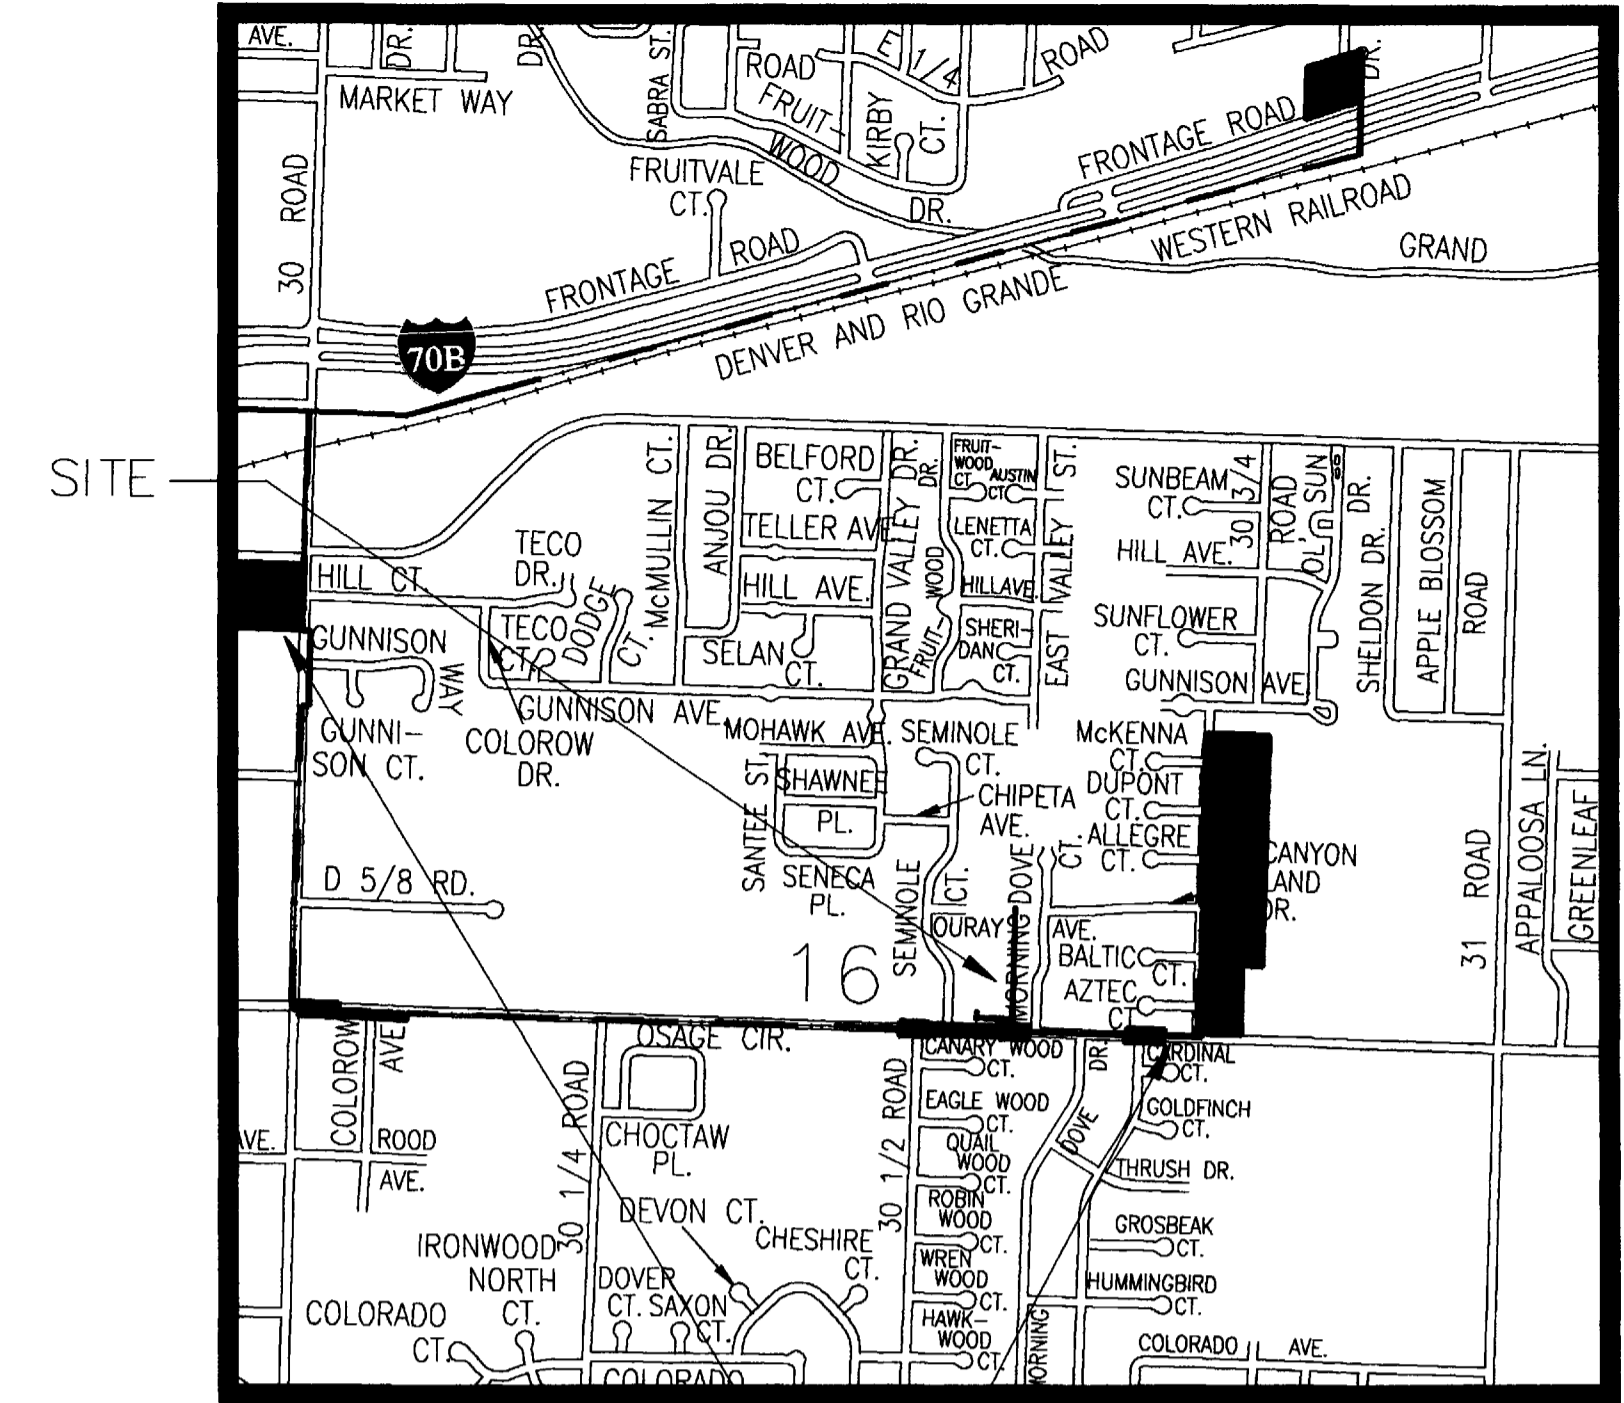 AVE.
DR.
DR.
SABRA ST.
ROAD
E 1/4
ROAD
DR.
MARKET WAY
FRUIT-
WOOD
DR.
KIRBY
CT.
FRONTAGE ROAD
FRUITVALE
CT.
30 ROAD
FRONTAGE ROAD
WESTERN RAILROAD
GRAND
70B
DENVER AND RIO GRANDE
SITE
McMULLIN CT.
ANJOU DR.
BELFORD
CT.
GRAND VALLEY DR.
FRUIT-
WOOD
CT
DR.
AUSTIN
CT
EAST VALLEY ST.
SUNBEAM
CT.
30 3/4
ROAD
OL' SUN
DR.
SHELDON DR.
APPLE BLOSSOM
ROAD
TECO
DR.
TELLER AVE
LENETTA
CT.
HILL AVE.
HILL CT
DODGE
CT.
HILL AVE.
FRUIT-
WOOD
HILL AVE
SUNFLOWER
CT.
GUNNISON
WAY
TECO
CT.
SELAN
CT.
SHERI-
DAN
CT.
GUNNISON AVE
GUNNISON AVE.
GUNNI-
SON CT.
COLOROW
DR.
MOHAWK AVE.
SEMINOLE
CT.
McKENNA
CT.
SANTEE ST.
SHAWNEE
PL.
CHIPETA
AVE.
DUPONT
CT.
ALLEGRE
CT.
APPALOOSA LN.
GREENLEAF
31 ROAD
D 5/8 RD.
SENECA
PL.
SEMINOLE
CT.
MORNING DOVE
CT.
CANYON
LAND
DR.
OURAY
AVE.
16
BALTIC
CT.
AZTEC
CT
COLOROW
AVE
OSAGE CIR.
CANARY WOOD
CT.
DR.
CARDINAL
CT.
30 1/4 ROAD
30 1/2 ROAD
EAGLE WOOD
CT.
GOLDFINCH
CT.
AVE.
ROOD
AVE.
CHOCTAW
PL.
QUAIL
WOOD
CT.
DOVE
THRUSH DR.
DEVON CT.
ROBIN
WOOD
CT.
GROSBEAK
CT.
IRONWOOD
NORTH
CT.
CHESHIRE
CT.
WREN
WOOD
CT.
HUMMINGBIRD
CT.
DOVER
CT.
SAXON
CT.
COLORADO
CT.
HAWK-
WOOD
CT.
MORNING
COLORADO AVE.
COLORADO